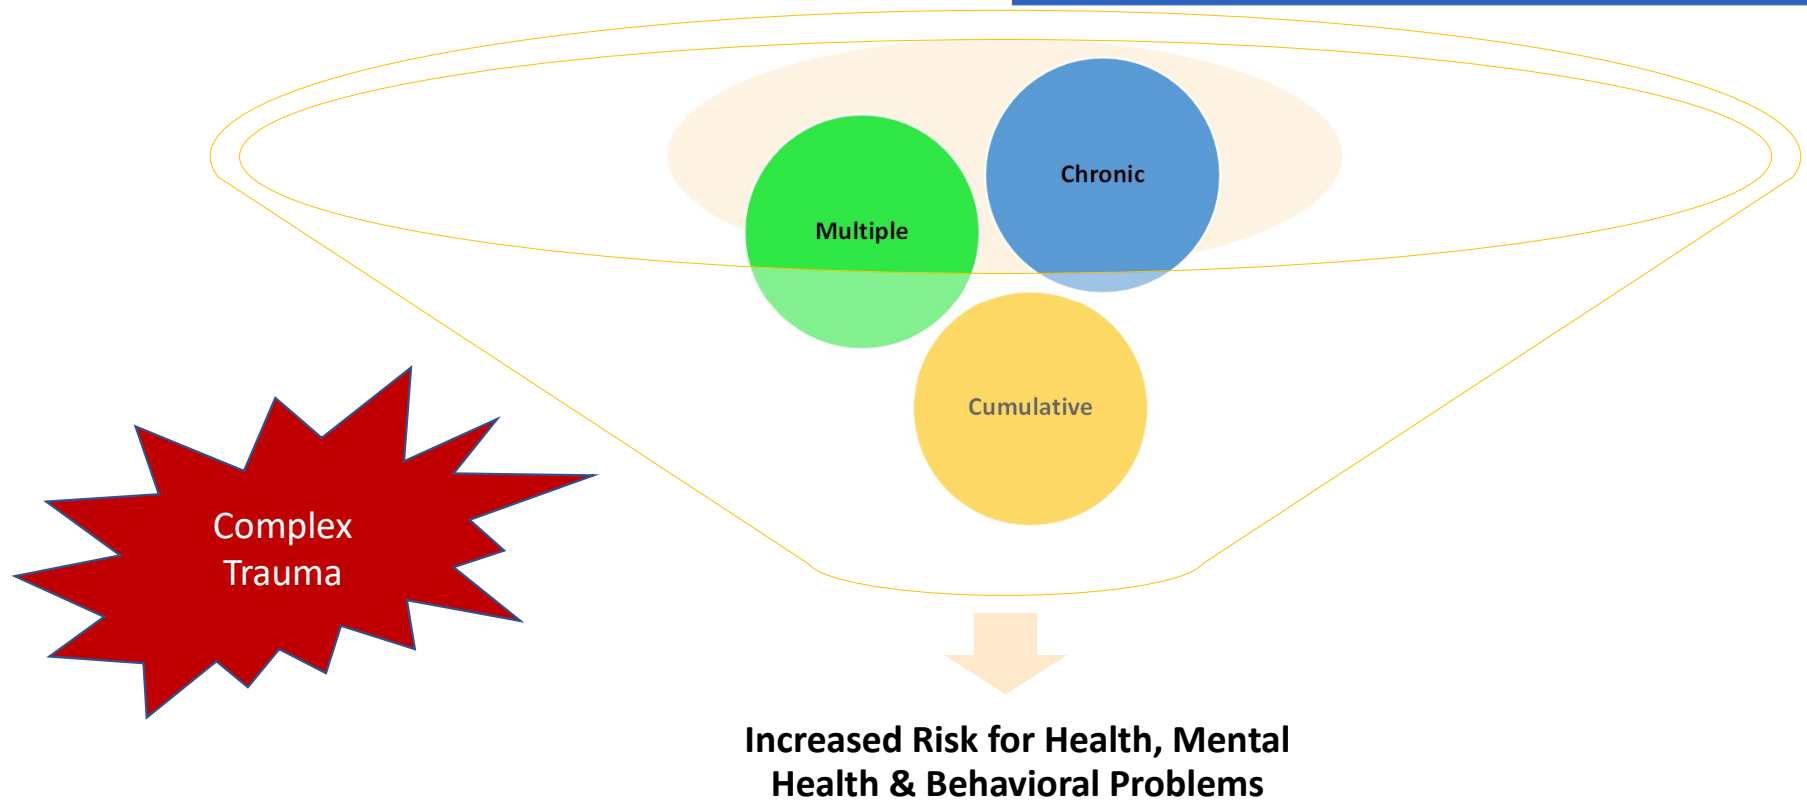 Chronic
Multiple
Cumulative
Complex
Trauma
Increased Risk for Health, Mental
Health & Behavioral Problems